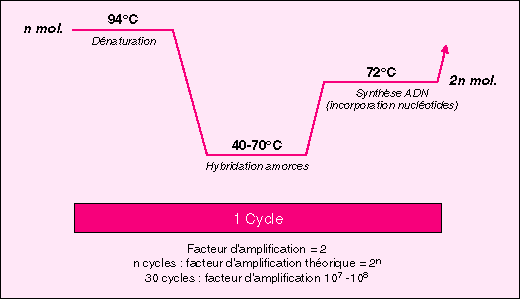 94°C
n mol.
Dénaturation
72°C
2n mol.
Synthèse ADN
(incorporation nucléotides)
40-70°C
Hybridation amorces
1 Cycle
Facteur d'amplification = 2
n cycles : facteur d'amplification théorique = 2ⁿ
30 cycles : facteur d'amplification 10⁷ -10⁸